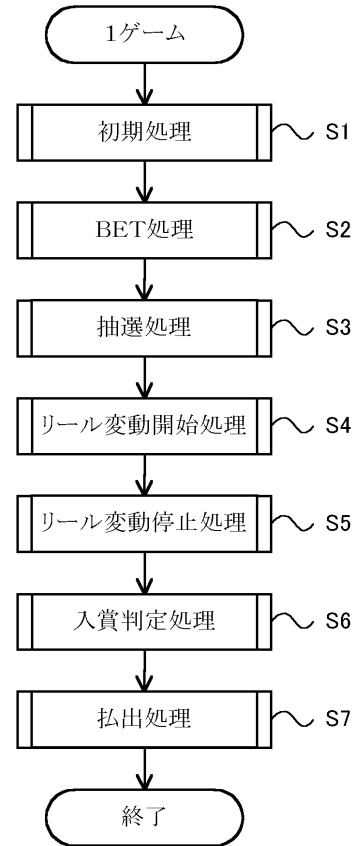 1ゲーム
初期処理 S1
BET処理 S2
抽選処理 S3
リール変動開始処理 S4
リール変動停止処理 S5
入賞判定処理 S6
払出処理 S7
終了